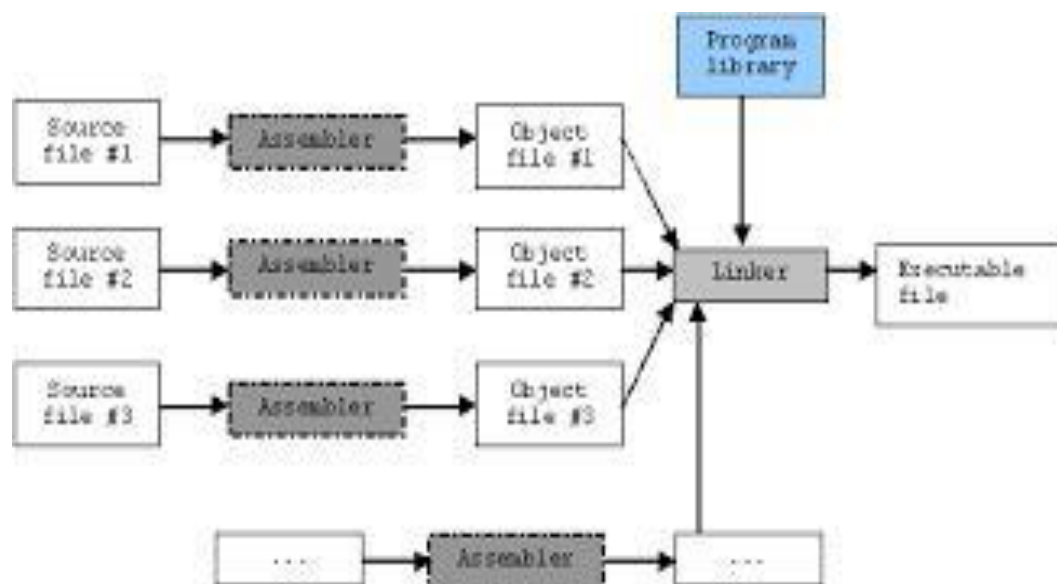 Program
library
Source
file #1
Assembler
Object
file #1
Source
file #2
Assembler
Object
file #2
Linker
Executable
file
Source
file #3
Assembler
Object
file #3
....
Assembler
....